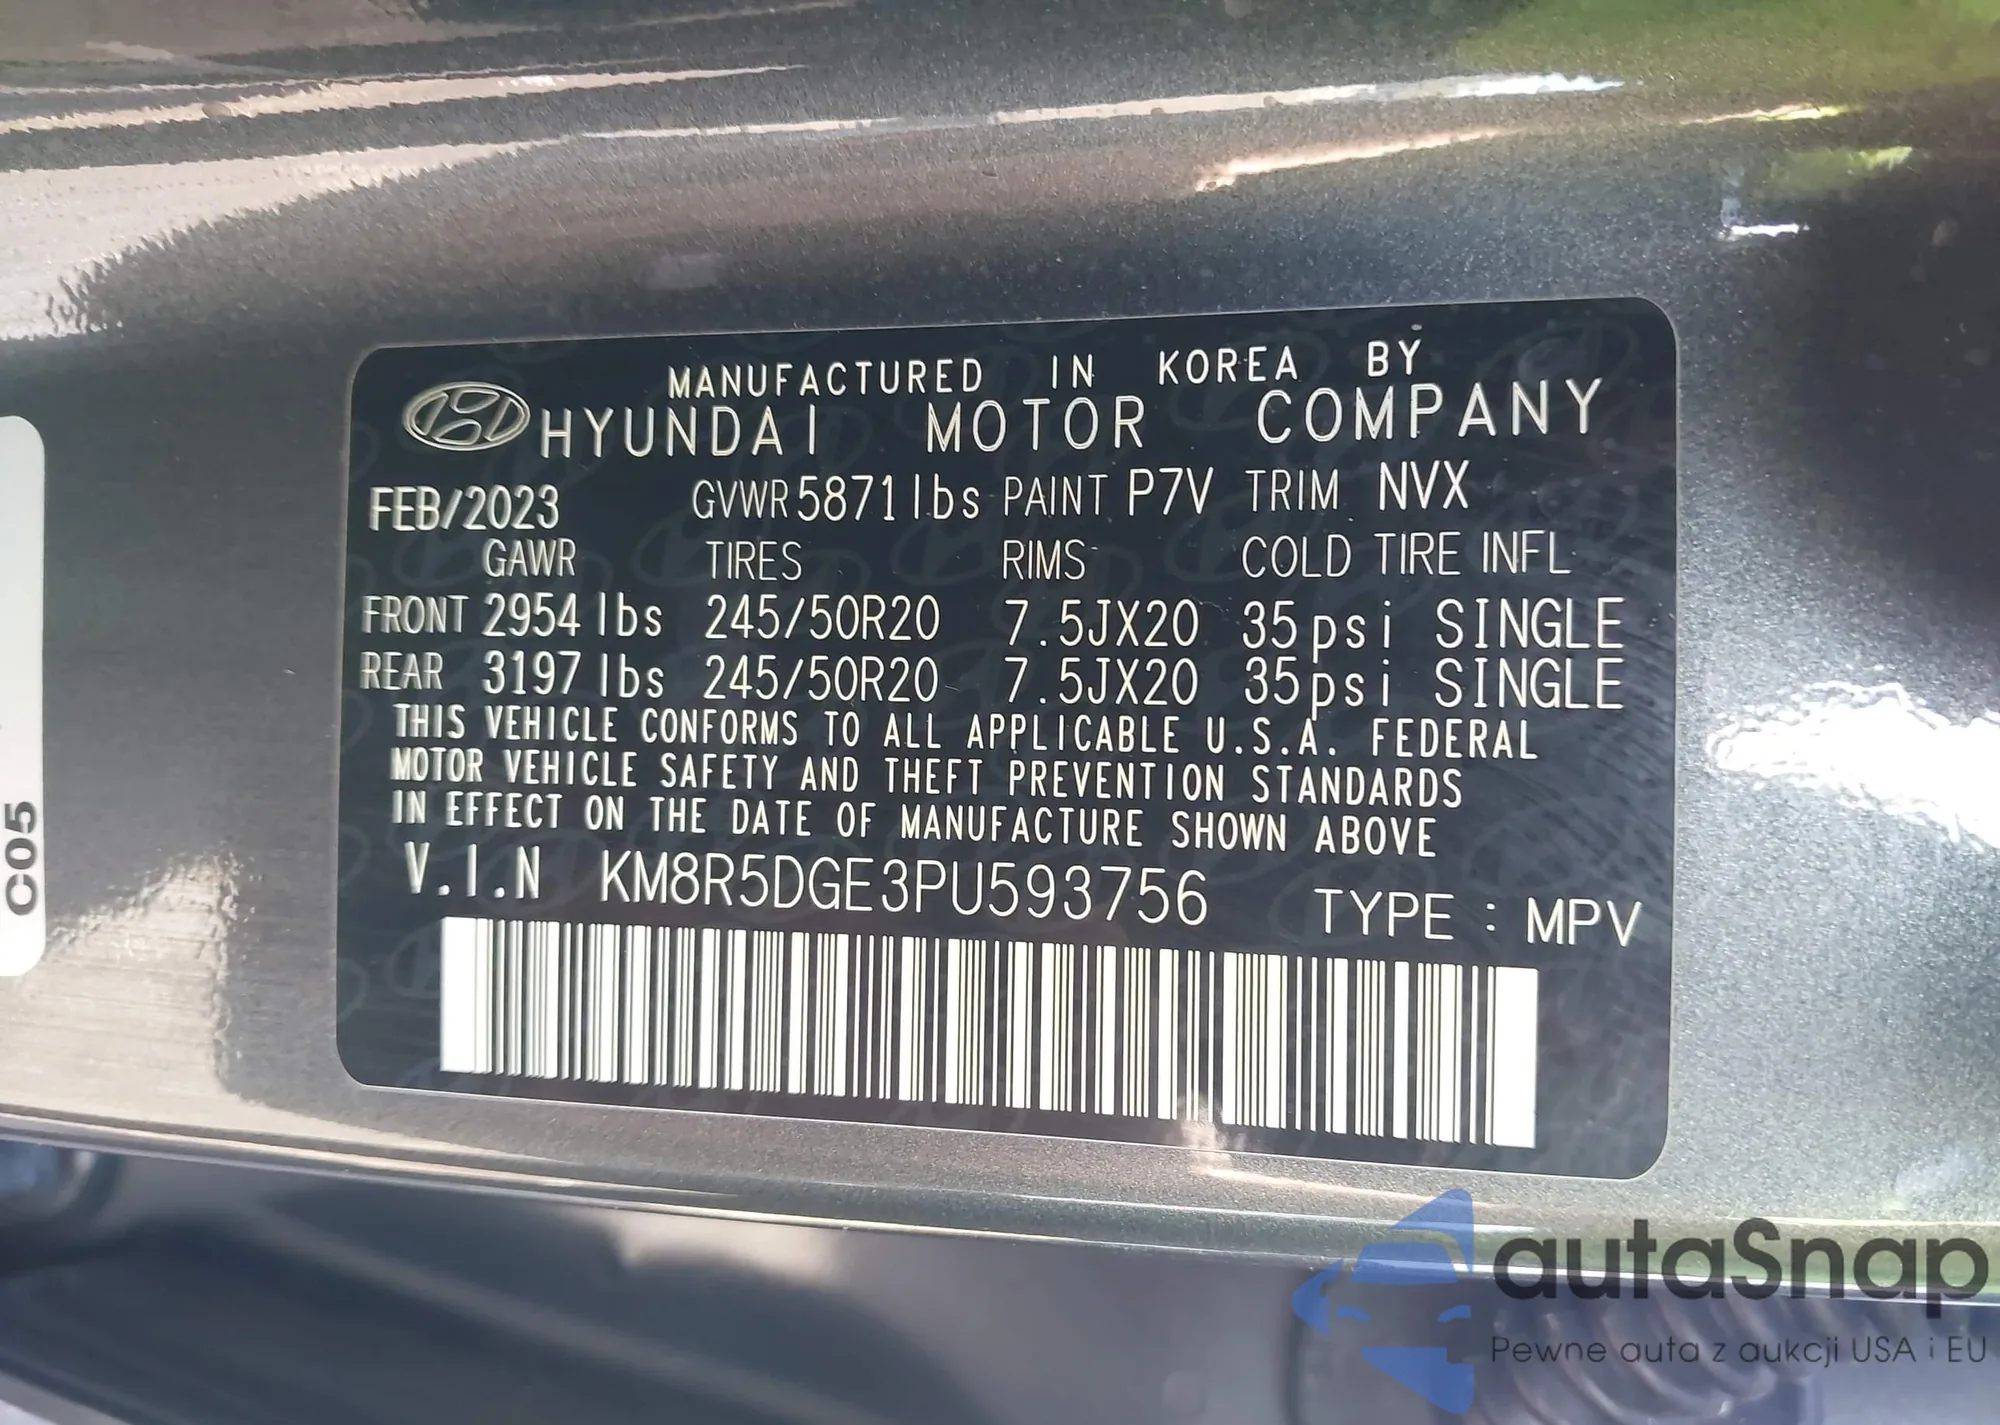 MANUFACTURED IN KOREA BY
HYUNDAI MOTOR COMPANY
FEB/2023 GVWR 5871 lbs PAINT P7V TRIM NVX
GAWR TIRES RIMS COLD TIRE INFL
FRONT 2954 lbs 245/50R20 7.5JX20 35psi SINGLE
REAR 3197 lbs 245/50R20 7.5JX20 35psi SINGLE
THIS VEHICLE CONFORMS TO ALL APPLICABLE U.S.A. FEDERAL
MOTOR VEHICLE SAFETY AND THEFT PREVENTION STANDARDS
IN EFFECT ON THE DATE OF MANUFACTURE SHOWN ABOVE
V.I.N KM8R5DGE3PU593756 TYPE : MPV
C05
autaSnap
Pewne auta z aukcji USA i EU